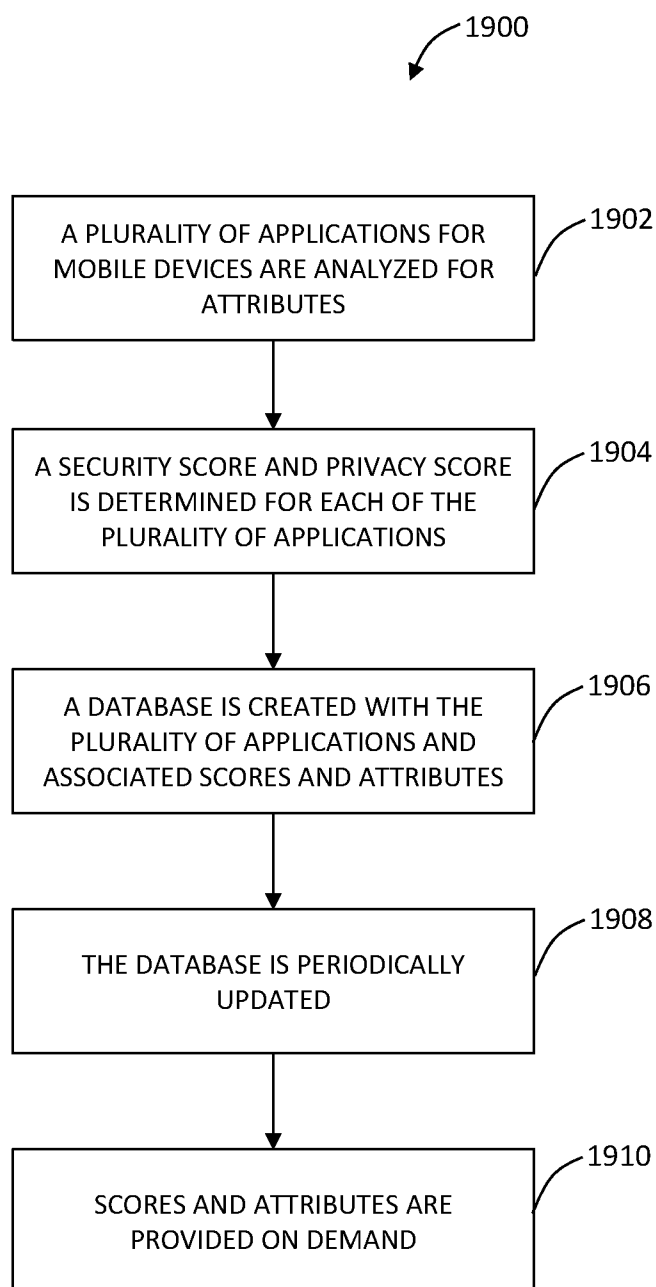 1900
A PLURALITY OF APPLICATIONS FOR
MOBILE DEVICES ARE ANALYZED FOR
ATTRIBUTES
1902
A SECURITY SCORE AND PRIVACY SCORE
IS DETERMINED FOR EACH OF THE
PLURALITY OF APPLICATIONS
1904
A DATABASE IS CREATED WITH THE
PLURALITY OF APPLICATIONS AND
ASSOCIATED SCORES AND ATTRIBUTES
1906
THE DATABASE IS PERIODICALLY
UPDATED
1908
SCORES AND ATTRIBUTES ARE
PROVIDED ON DEMAND
1910